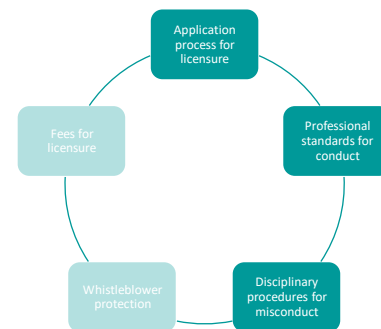 Application
process for
licensure
Professional
standards for
conduct
Disciplinary
procedures for
misconduct
Whistleblower
protection
Fees for
licensure